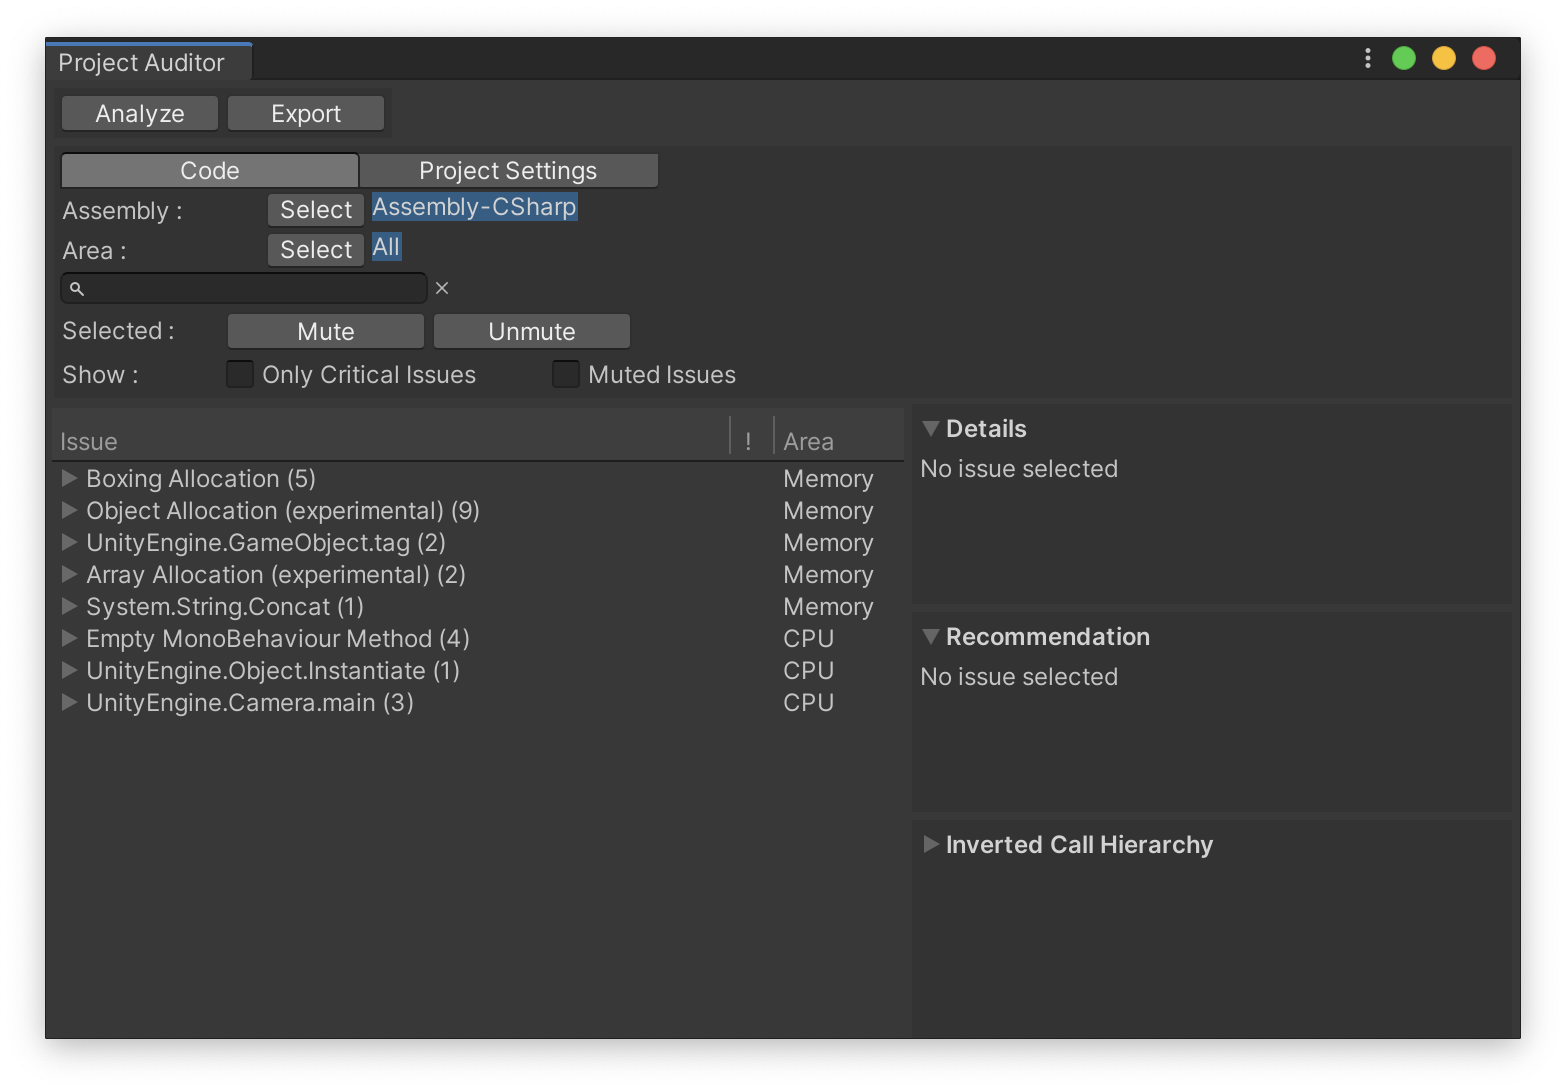 Project Auditor
Analyze Export
Code Project Settings
Assembly : Select Assembly-CSharp
Area : Select All
Selected : Mute Unmute
Show : Only Critical Issues Muted Issues
Issue ! Area
Boxing Allocation (5) Memory
Object Allocation (experimental) (9) Memory
UnityEngine.GameObject.tag (2) Memory
Array Allocation (experimental) (2) Memory
System.String.Concat (1) Memory
Empty MonoBehaviour Method (4) CPU
UnityEngine.Object.Instantiate (1) CPU
UnityEngine.Camera.main (3) CPU
Details
No issue selected
Recommendation
No issue selected
Inverted Call Hierarchy